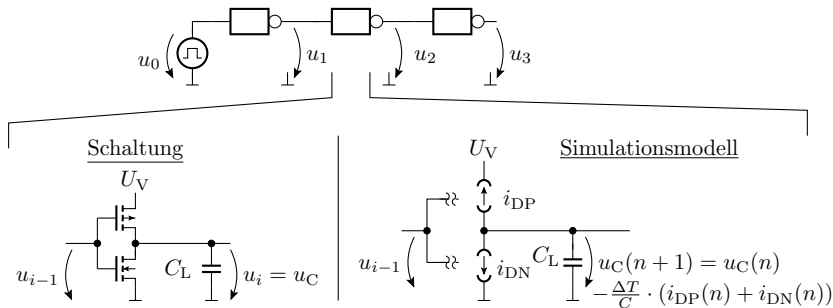 u0
u1
u2
u3
Schaltung
UV
ui−1
CL
ui = uC
Simulationsmodell
UV
iDP
ui−1
iDN
CL
uC(n + 1) = uC(n)
−ΔT/C · (iDP(n) + iDN(n))